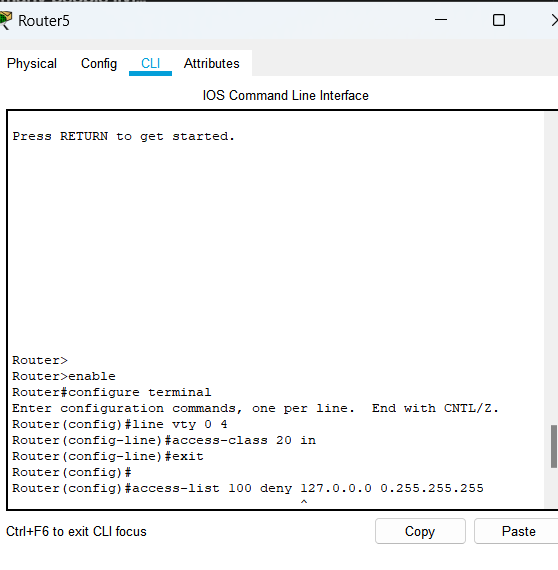 Router5
Physical Config CLI Attributes
IOS Command Line Interface
Press RETURN to get started.
Router>
Router>enable
Router#configure terminal
Enter configuration commands, one per line.  End with CNTL/Z.
Router(config)#line vty 0 4
Router(config-line)#access-class 20 in
Router(config-line)#exit
Router(config)#
Router(config)#access-list 100 deny 127.0.0.0 0.255.255.255
^
Ctrl+F6 to exit CLI focus
Copy Paste